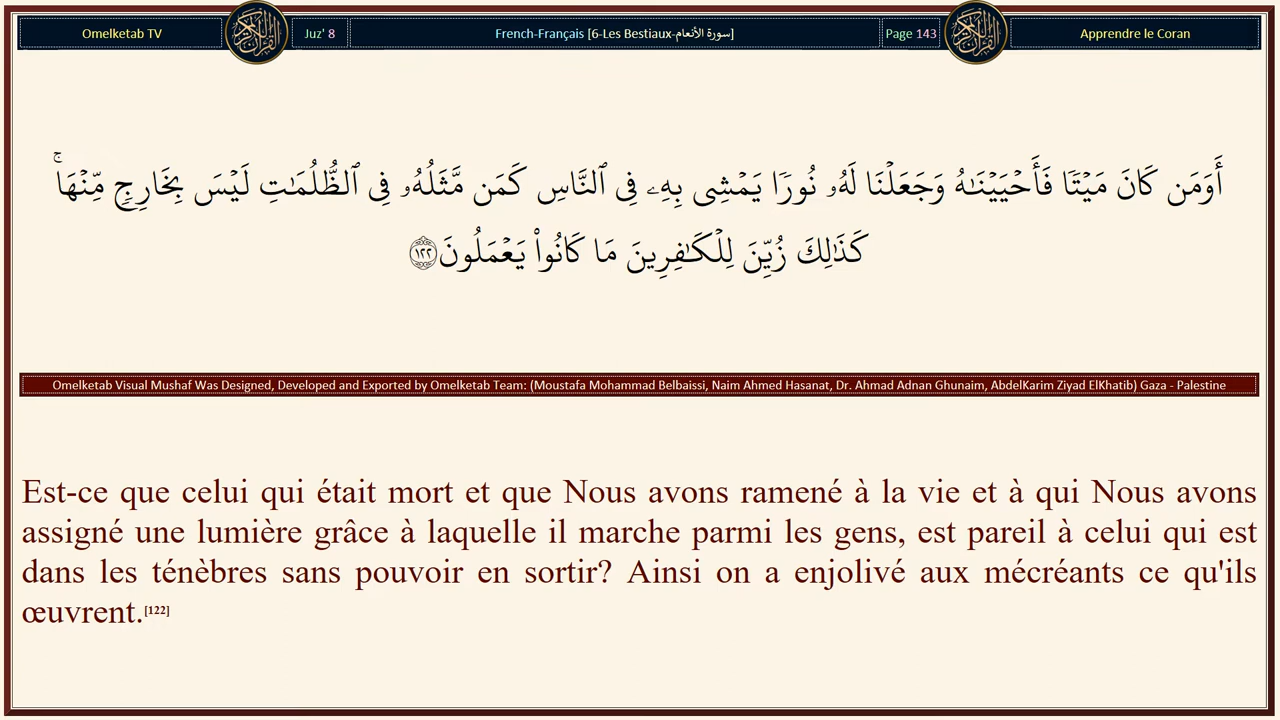 Omelketab TV
Juz' 8
French-Français [6-Les Bestiaux-سورة الأنعام]
Page 143
Apprendre le Coran
أَوَمَن كَانَ مَيْتًا فَأَحْيَيْنَٰهُ وَجَعَلْنَا لَهُۥ نُورًا يَمْشِى بِهِۦ فِى ٱلنَّاسِ كَمَن مَّثَلُهُۥ فِى ٱلظُّلُمَٰتِ لَيْسَ بِخَارِجٍ مِّنْهَا ۚ
كَذَٰلِكَ زُيِّنَ لِلْكَٰفِرِينَ مَا كَانُوا۟ يَعْمَلُونَ ١٢٢
Omelketab Visual Mushaf Was Designed, Developed and Exported by Omelketab Team: (Moustafa Mohammad Belbaissi, Naim Ahmed Hasanat, Dr. Ahmad Adnan Ghunaim, AbdelKarim Ziyad ElKhatib) Gaza - Palestine
Est-ce que celui qui était mort et que Nous avons ramené à la vie et à qui Nous avons
assigné une lumière grâce à laquelle il marche parmi les gens, est pareil à celui qui est
dans les ténèbres sans pouvoir en sortir? Ainsi on a enjolivé aux mécréants ce qu'ils
œuvrent.[122]